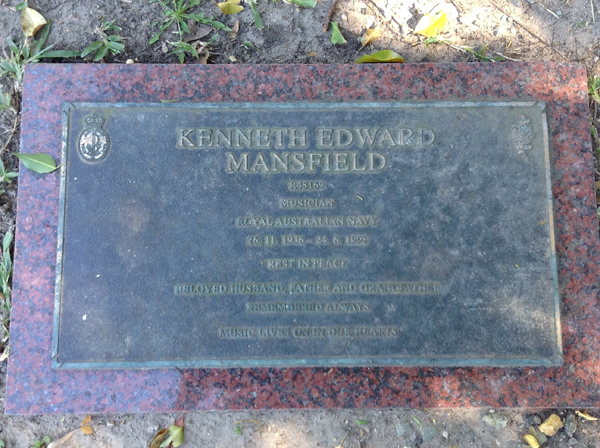 KENNETH EDWARD
MANSFIELD
MUSICIAN
ROYAL AUSTRALIAN NAVY
REST IN PEACE
BELOVED HUSBAND, FATHER AND GRANDFATHER
REMEMBERED ALWAYS
MUSIC LIVES ON IN OUR HEARTS